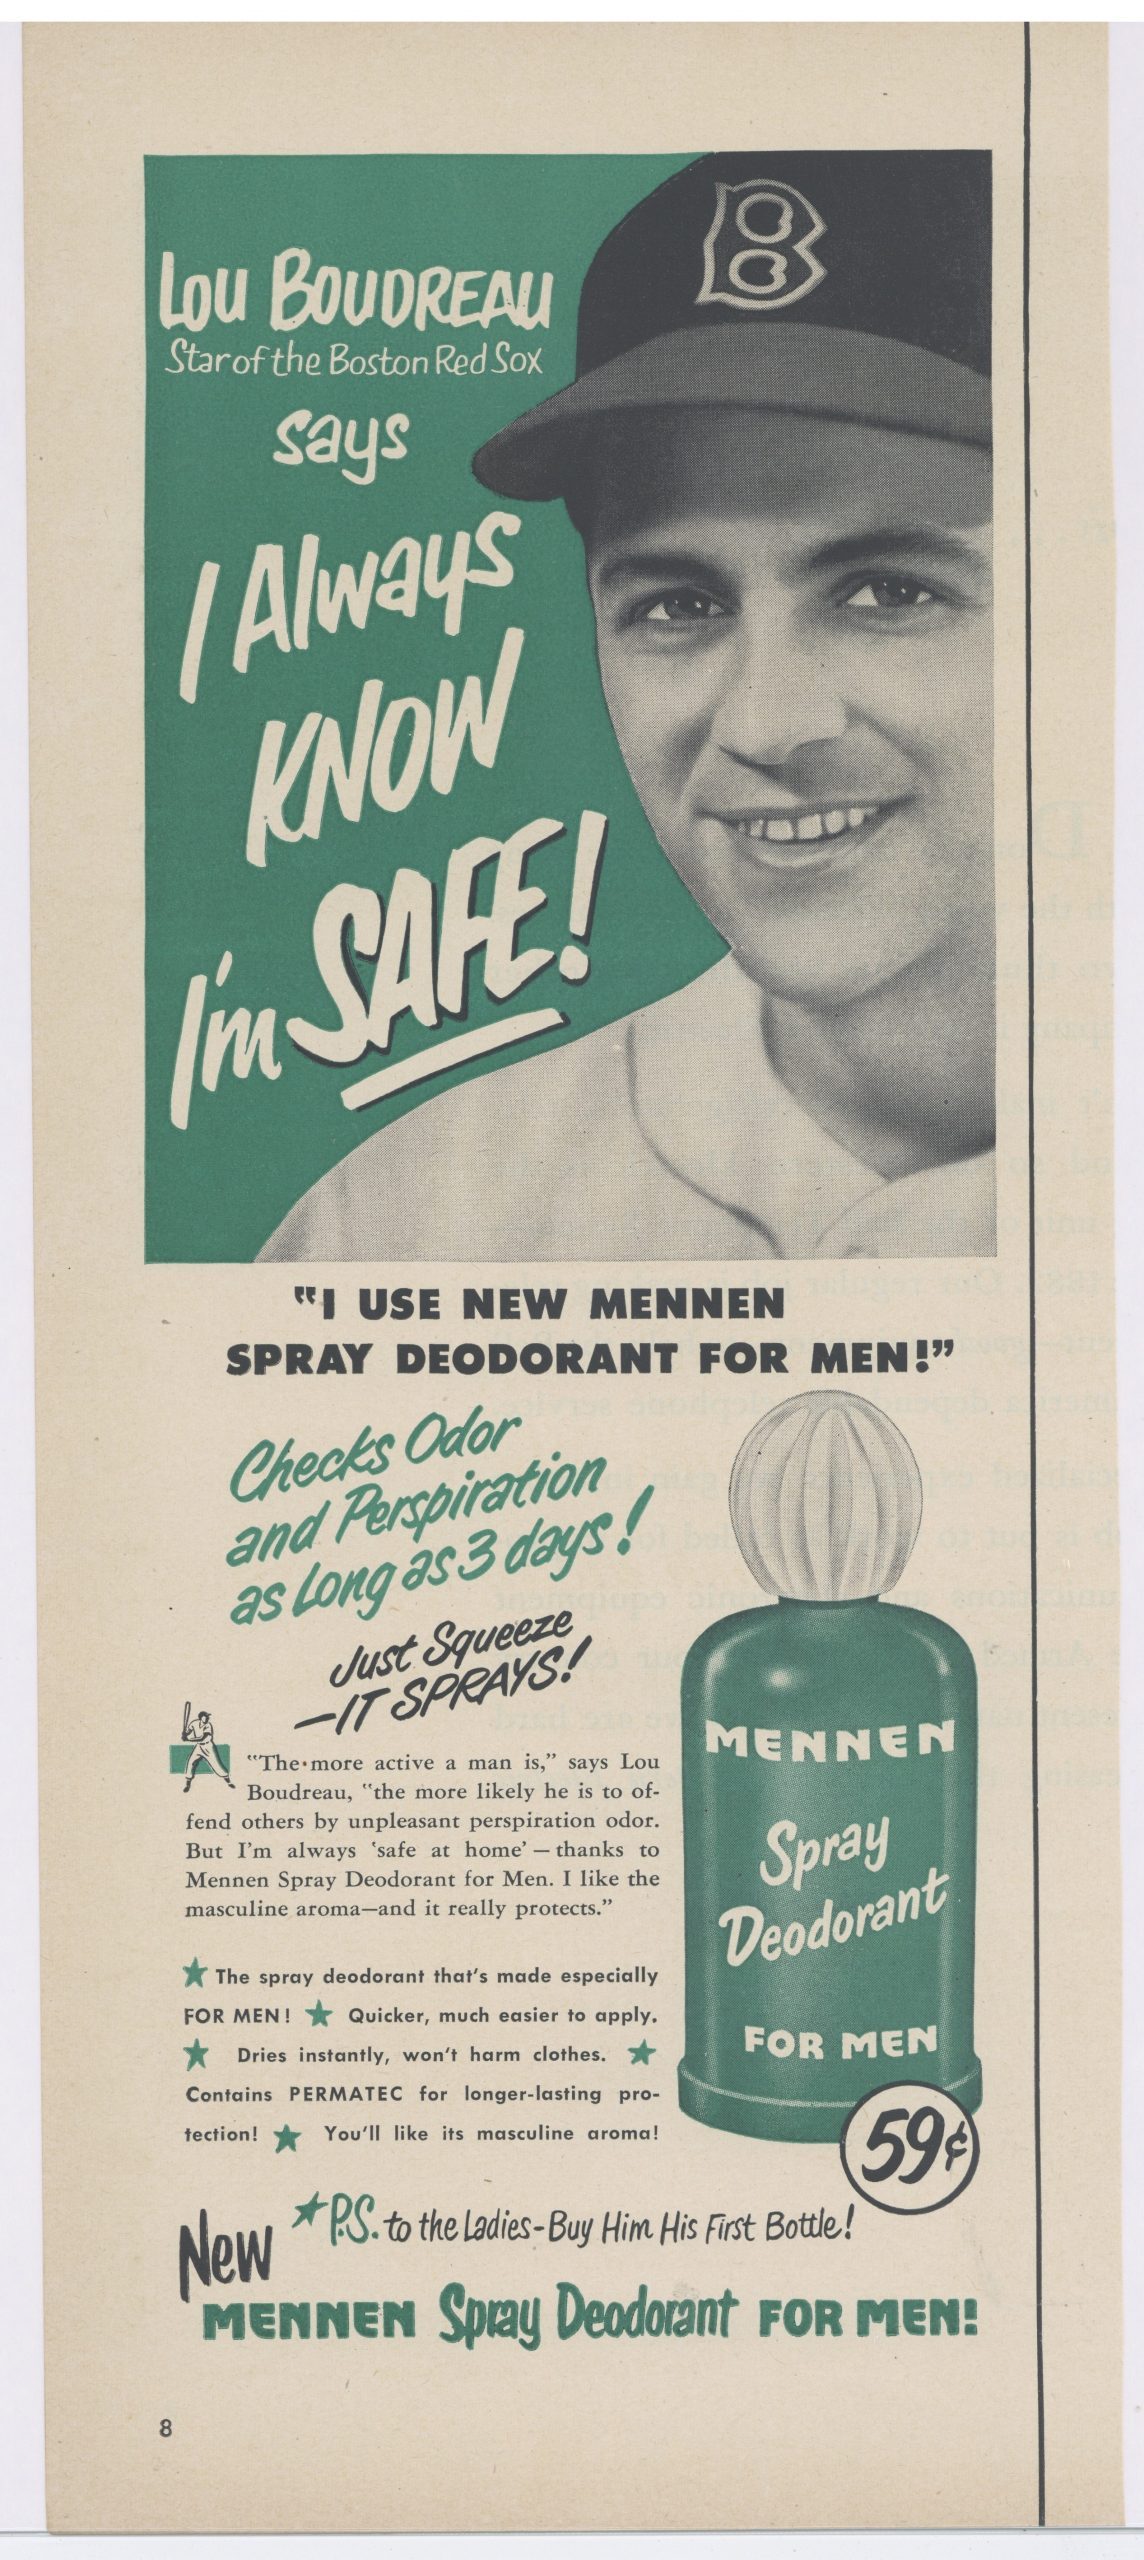 B
Lou BOUDREAU
Star of the Boston Red Sox
says
I Always
KNOW
I'm SAFE!
"I USE NEW MENNEN
SPRAY DEODORANT FOR MEN!"
Checks Odor
and Perspiration
as Long as 3 days!
Just Squeeze
—IT SPRAYS!
"The more active a man is," says Lou
Boudreau, "the more likely he is to of-
fend others by unpleasant perspiration odor.
But I'm always 'safe at home' — thanks to
Mennen Spray Deodorant for Men. I like the
masculine aroma—and it really protects."
★ The spray deodorant that's made especially
FOR MEN! ★ Quicker, much easier to apply.
★ Dries instantly, won't harm clothes. ★
Contains PERMATEC for longer-lasting pro-
tection! ★ You'll like its masculine aroma!
MENNEN
Spray
Deodorant
FOR MEN
59¢
★ P.S. to the Ladies-Buy Him His First Bottle!
New
MENNEN Spray Deodorant FOR MEN!
8